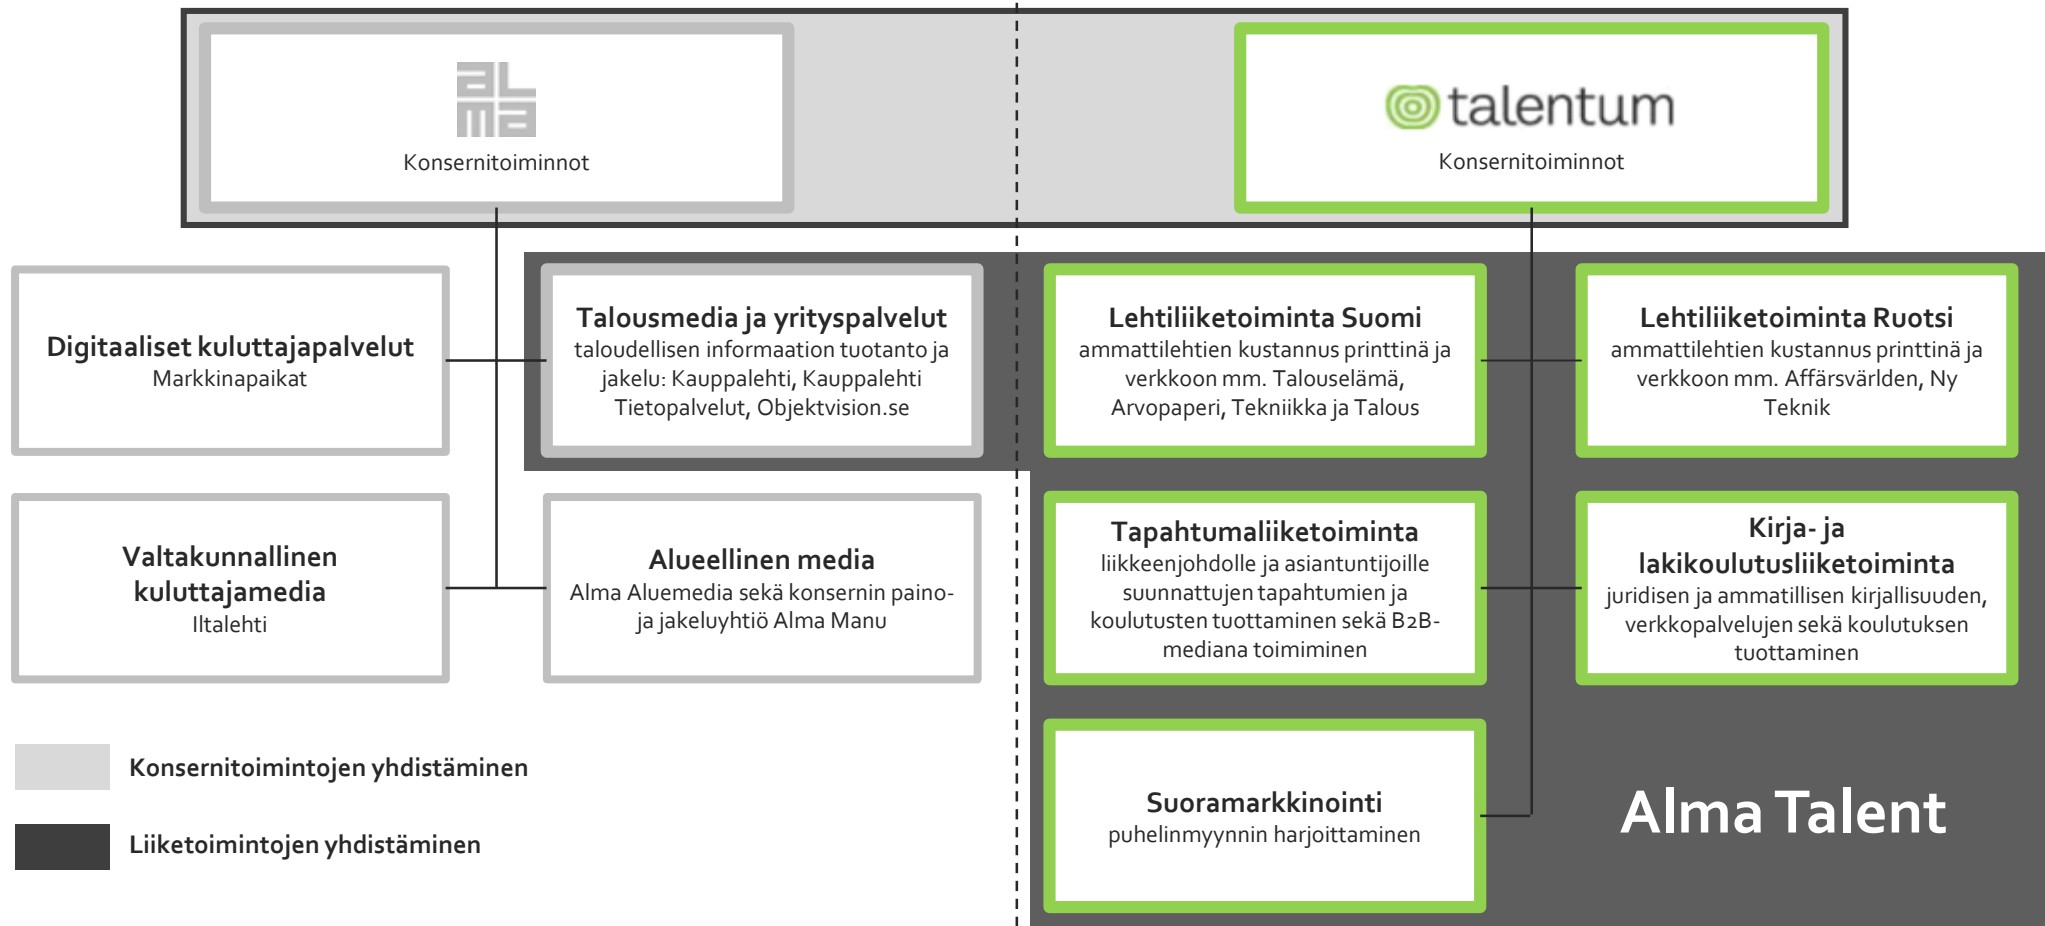 aLma
Konsernitoiminnot
talentum
Konsernitoiminnot
Digitaaliset kuluttajapalvelut
Markkinapaikat
Talousmedia ja yrityspalvelut
taloudellisen informaation tuotanto ja
jakelu: Kauppalehti, Kauppalehti
Tietopalvelut, Objektvision.se
Lehtiliiketoiminta Suomi
ammattilehtien kustannus printtinä ja
verkkoon mm. Talouselämä,
Arvopaperi, Tekniikka ja Talous
Lehtiliiketoiminta Ruotsi
ammattilehtien kustannus printtinä ja
verkkoon mm. Affärsvärlden, Ny
Teknik
Valtakunnallinen
kuluttajamedia
Iltalehti
Alueellinen media
Alma Aluemedia sekä konsernin paino-
ja jakeluyhtiö Alma Manu
Tapahtumaliiketoiminta
liikkeenjohdolle ja asiantuntijoille
suunnattujen tapahtumien ja
koulutusten tuottaminen sekä B2B-
mediana toimiminen
Kirja- ja
lakikoulutusliiketoiminta
juridisen ja ammatillisen kirjallisuuden,
verkkopalvelujen sekä koulutuksen
tuottaminen
Suoramarkkinointi
puhelinmyynnin harjoittaminen
Alma Talent
Konsernitoimintojen yhdistäminen
Liiketoimintojen yhdistäminen